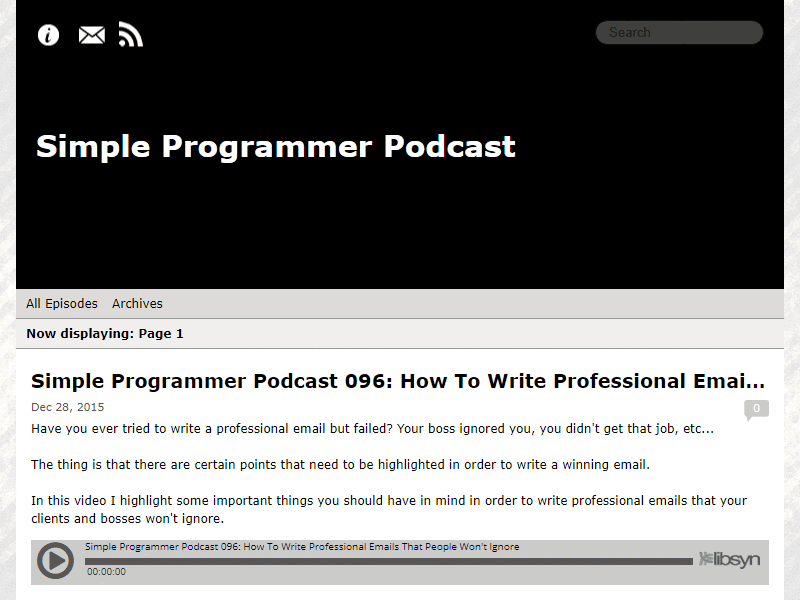 Search
Simple Programmer Podcast
All Episodes Archives
Now displaying: Page 1
Simple Programmer Podcast 096: How To Write Professional Emai...
Dec 28, 2015
0
Have you ever tried to write a professional email but failed? Your boss ignored you, you didn't get that job, etc...
The thing is that there are certain points that need to be highlighted in order to write a winning email.
In this video I highlight some important things you should have in mind in order to write professional emails that your
clients and bosses won't ignore.
Simple Programmer Podcast 096: How To Write Professional Emails That People Won't Ignore
libsyn
00:00:00